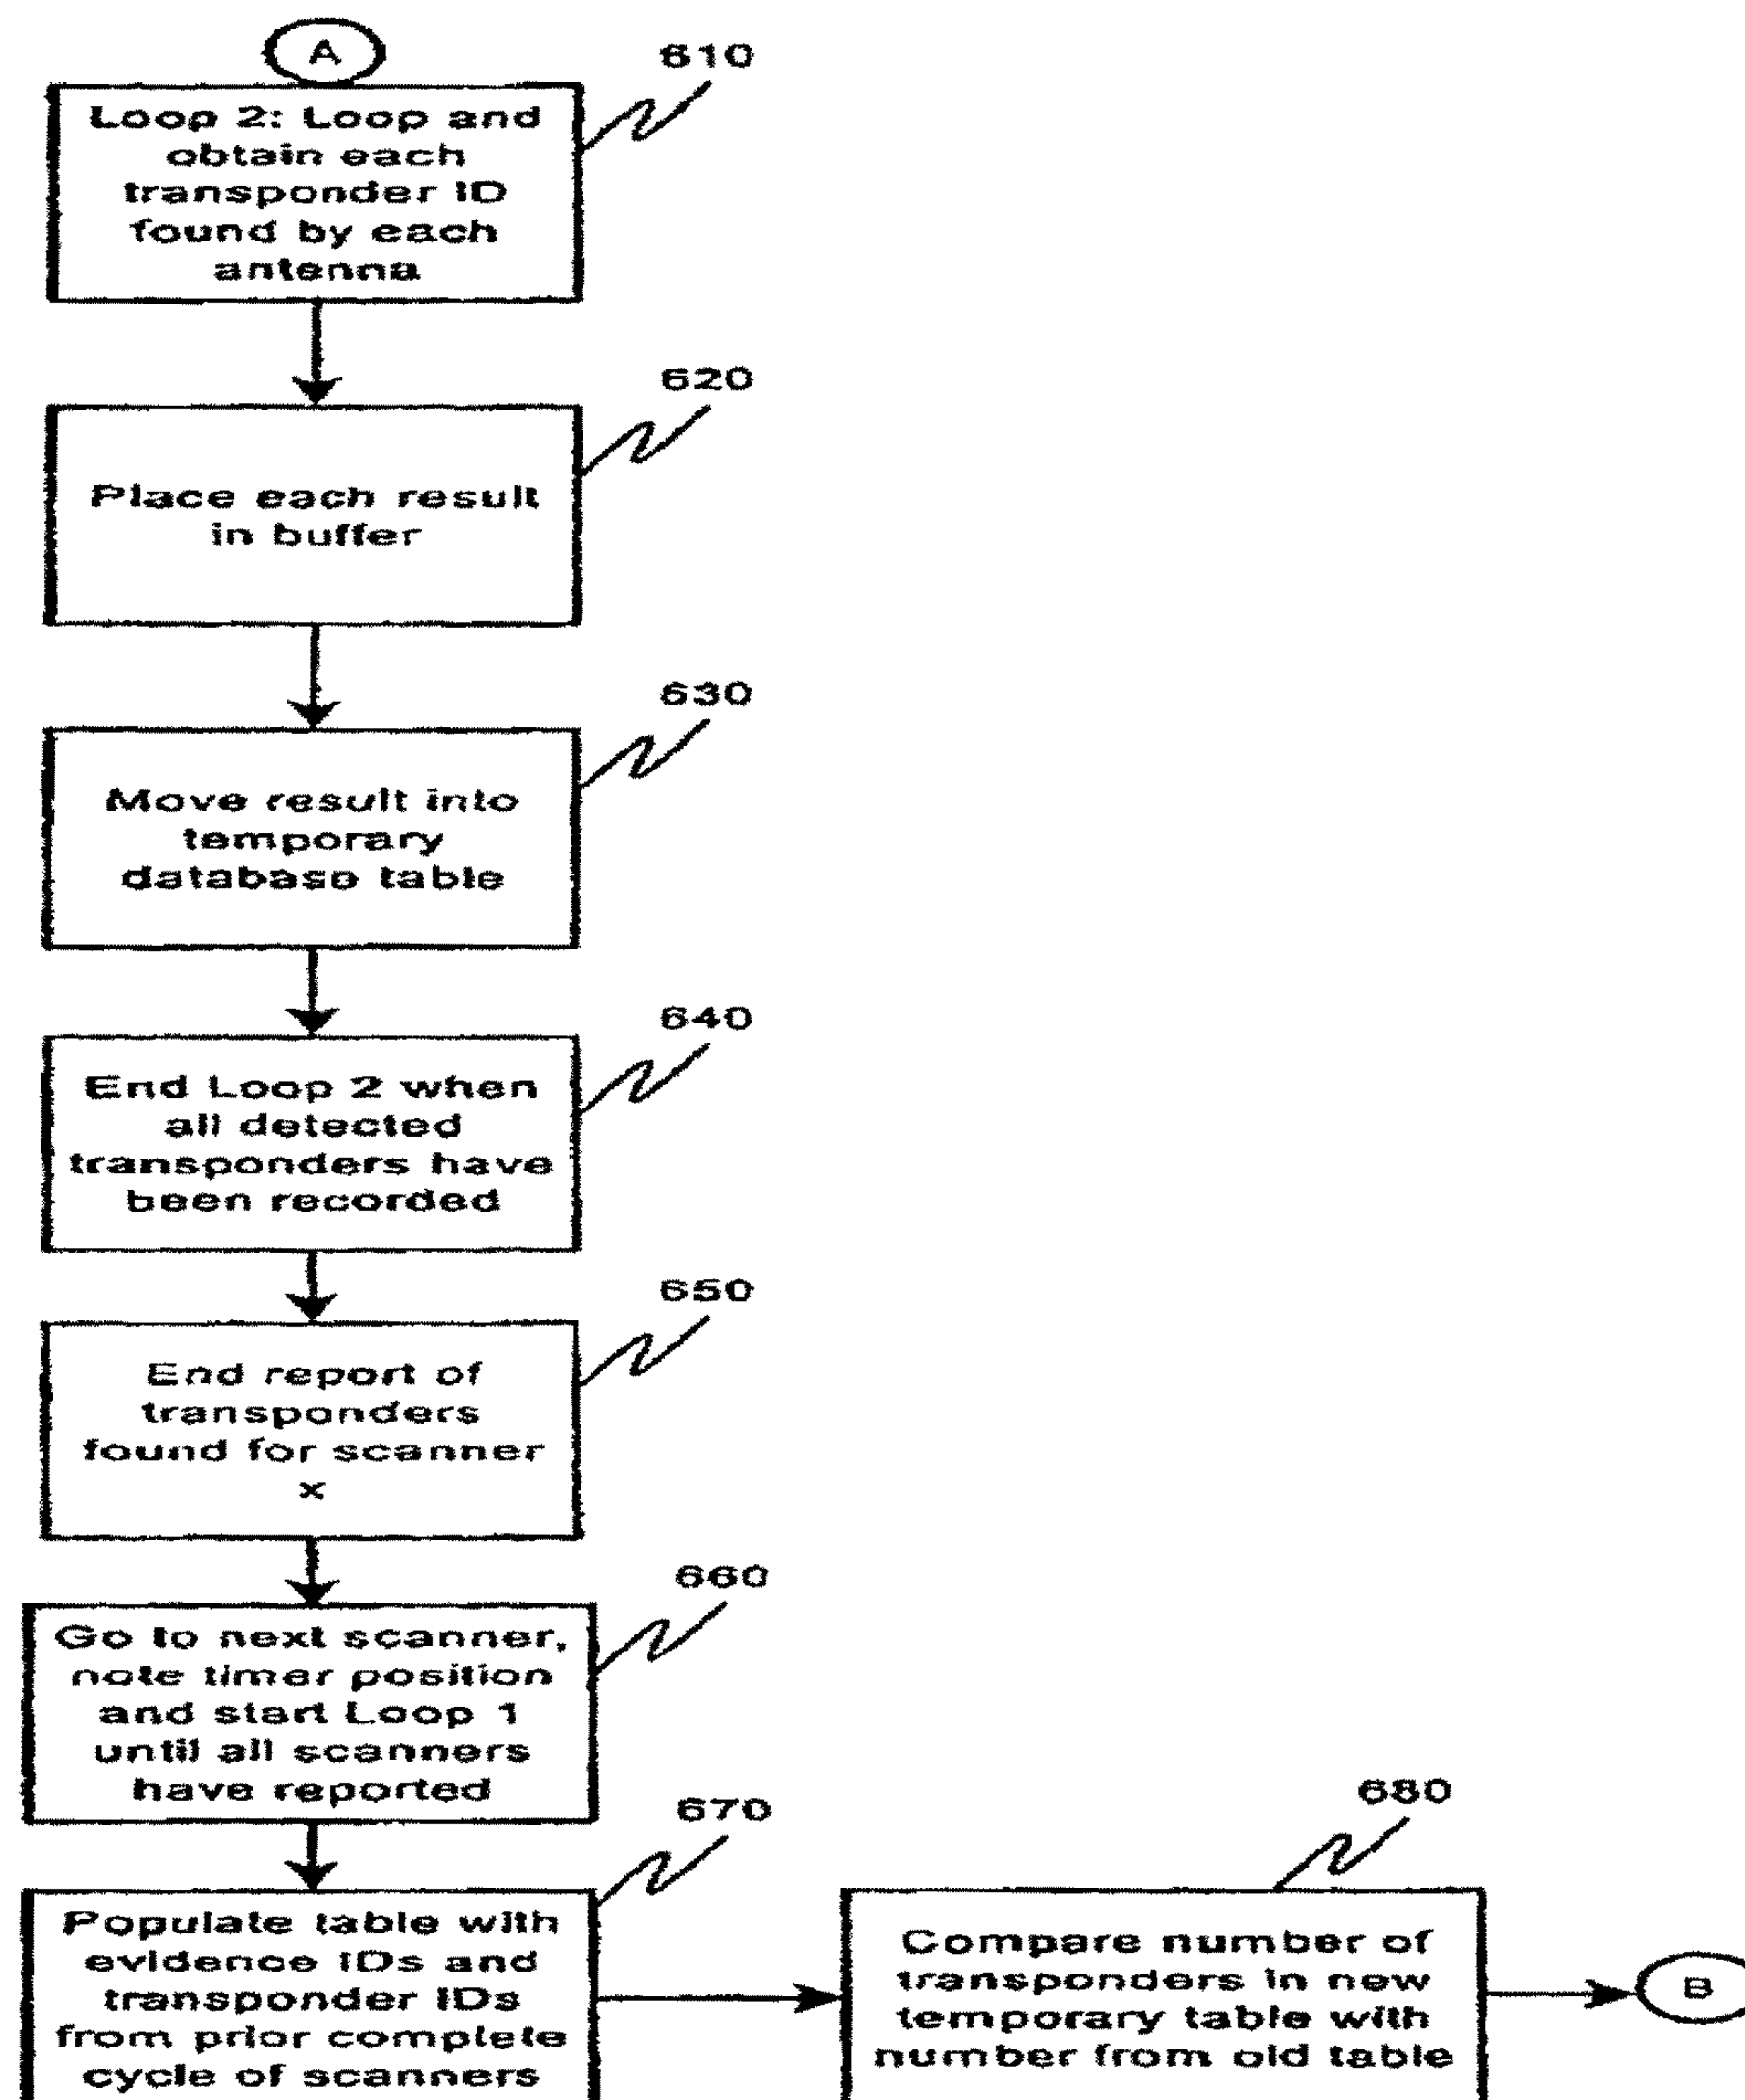 A
610
Loop 2: Loop and
obtain each
transponder ID
found by each
antenna
620
Place each result
in buffer
630
Move result into
temporary
database table
640
End Loop 2 when
all detected
transponders have
been recorded
650
End report of
transponders
found for scanner
x
660
Go to next scanner,
note timer position
and start Loop 1
until all scanners
have reported
670
Populate table with
evidence IDs and
transponder IDs
from prior complete
cycle of scanners
680
Compare number of
transponders in new
temporary table with
number from old table
B